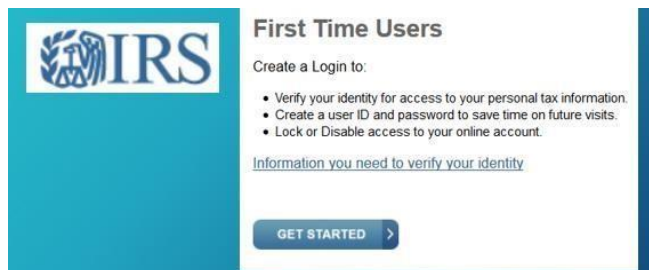 IRS
First Time Users
Create a Login to:
• Verify your identity for access to your personal tax information.
• Create a user ID and password to save time on future visits.
• Lock or Disable access to your online account.
Information you need to verify your identity
GET STARTED >